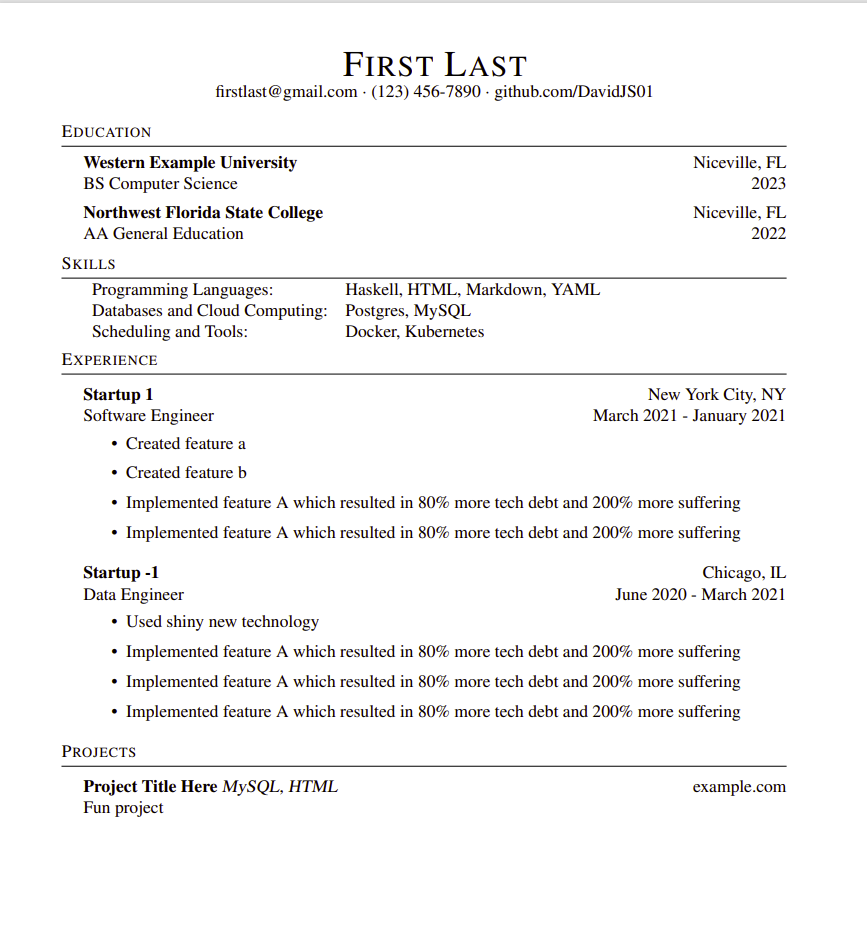 FIRST LAST
firstlast@gmail.com · (123) 456-7890 · github.com/DavidJS01
EDUCATION
Western Example University Niceville, FL
BS Computer Science 2023
Northwest Florida State College Niceville, FL
AA General Education 2022
SKILLS
Programming Languages: Haskell, HTML, Markdown, YAML
Databases and Cloud Computing: Postgres, MySQL
Scheduling and Tools: Docker, Kubernetes
EXPERIENCE
Startup 1 New York City, NY
Software Engineer March 2021 - January 2021
• Created feature a
• Created feature b
• Implemented feature A which resulted in 80% more tech debt and 200% more suffering
• Implemented feature A which resulted in 80% more tech debt and 200% more suffering
Startup -1 Chicago, IL
Data Engineer June 2020 - March 2021
• Used shiny new technology
• Implemented feature A which resulted in 80% more tech debt and 200% more suffering
• Implemented feature A which resulted in 80% more tech debt and 200% more suffering
• Implemented feature A which resulted in 80% more tech debt and 200% more suffering
PROJECTS
Project Title Here MySQL, HTML example.com
Fun project